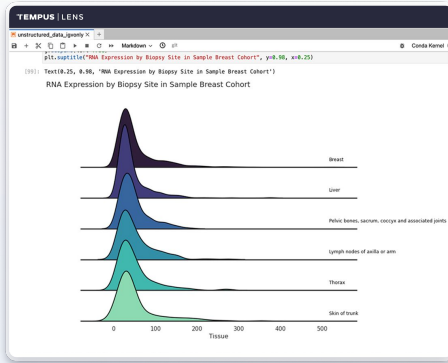 TEMPUS | LENS
unstructured_data_igvonly
Markdown
Conda Kernel
plt.suptitle("RNA Expression by Biopsy Site in Sample Breast Cohort", y=0.98, x=0.25)
[99]: Text(0.25, 0.98, 'RNA Expression by Biopsy Site in Sample Breast Cohort')
RNA Expression by Biopsy Site in Sample Breast Cohort
Breast
Liver
Pelvic bones, sacrum, coccyx and associated joints
Lymph nodes of axilla or arm
Thorax
Skin of trunk
0 100 200 300 400 500
Tissue